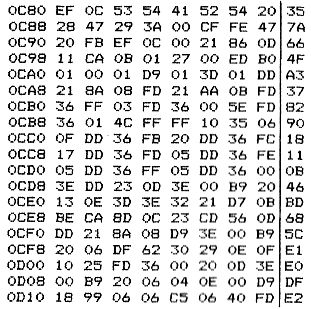 0C80 EF 0C 53 54 41 52 54 20 35
0C88 28 47 29 3A 00 CF FE 47 7A
0C90 20 FB EF 0C 00 21 86 0D 66
0C98 11 CA 0B 01 27 00 ED B0 4F
0CA0 01 00 01 D9 01 3D 01 DD A3
0CA8 21 8A 08 FD 21 AA 0B FD 37
0CB0 36 FF 03 FD 36 00 5E FD 82
0CB8 36 01 4C FF FF 10 35 06 90
0CC0 0F DD 36 FB 20 DD 36 FC 18
0CC8 17 DD 36 FD 05 DD 36 FE 11
0CD0 05 DD 36 FF 05 DD 36 00 0B
0CD8 3E DD 23 0D 3E 00 B9 20 46
0CE0 13 0E 3D 3E 32 21 D7 0B BD
0CE8 BE CA 8D 0C 23 CD 56 0D 68
0CF0 DD 21 8A 08 D9 3E 00 B9 5C
0CF8 20 06 DF 62 30 29 0E 0F E1
0D00 10 25 FD 36 00 20 0D 3E E0
0D08 00 B9 20 06 04 0E 00 D9 DF
0D10 18 99 06 06 C5 06 40 FD E2